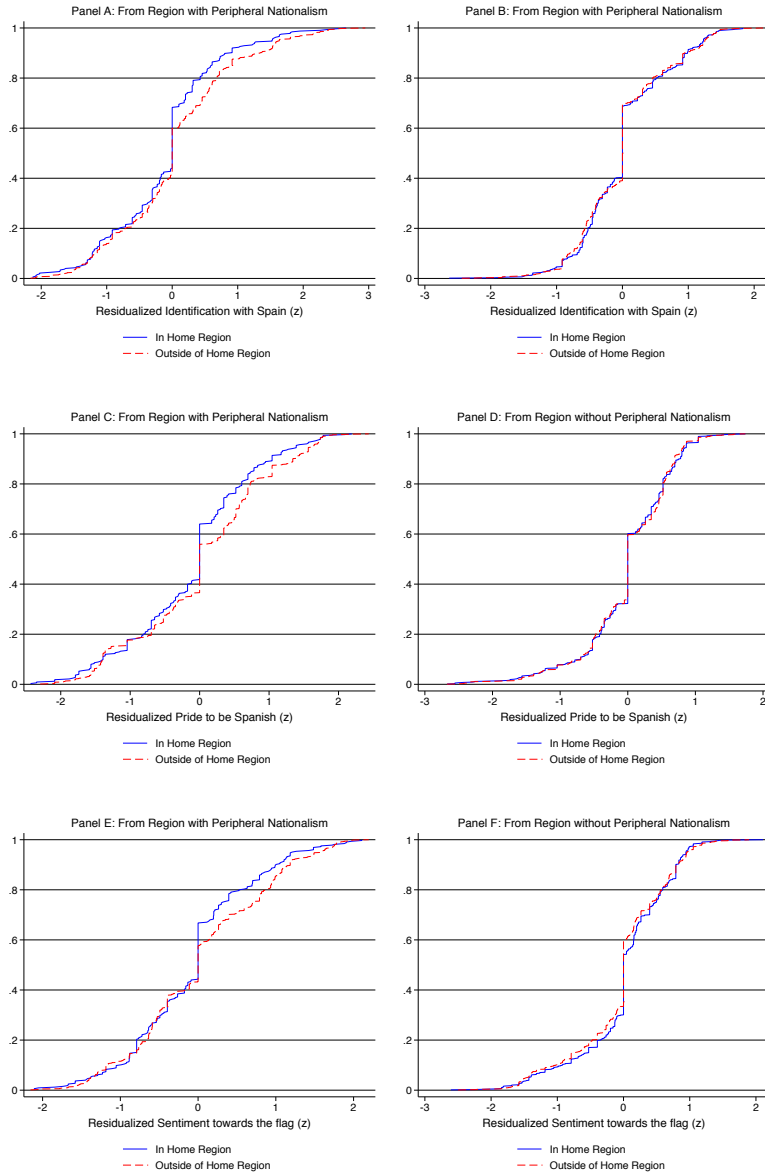 Panel A: From Region with Peripheral Nationalism
1
.8
.6
.4
.2
0
-2 -1 0 1 2 3
Residualized Identification with Spain (z)
In Home Region
Outside of Home Region
Panel B: From Region with Peripheral Nationalism
1
.8
.6
.4
.2
0
-3 -2 -1 0 1 2
Residualized Identification with Spain (z)
In Home Region
Outside of Home Region
Panel C: From Region with Peripheral Nationalism
1
.8
.6
.4
.2
0
-2 -1 0 1 2
Residualized Pride to be Spanish (z)
In Home Region
Outside of Home Region
Panel D: From Region without Peripheral Nationalism
1
.8
.6
.4
.2
0
-3 -2 -1 0 1 2
Residualized Pride to be Spanish (z)
In Home Region
Outside of Home Region
Panel E: From Region with Peripheral Nationalism
1
.8
.6
.4
.2
0
-2 -1 0 1 2
Residualized Sentiment towards the flag (z)
In Home Region
Outside of Home Region
Panel F: From Region without Peripheral Nationalism
1
.8
.6
.4
.2
0
-3 -2 -1 0 1 2
Residualized Sentiment towards the flag (z)
In Home Region
Outside of Home Region